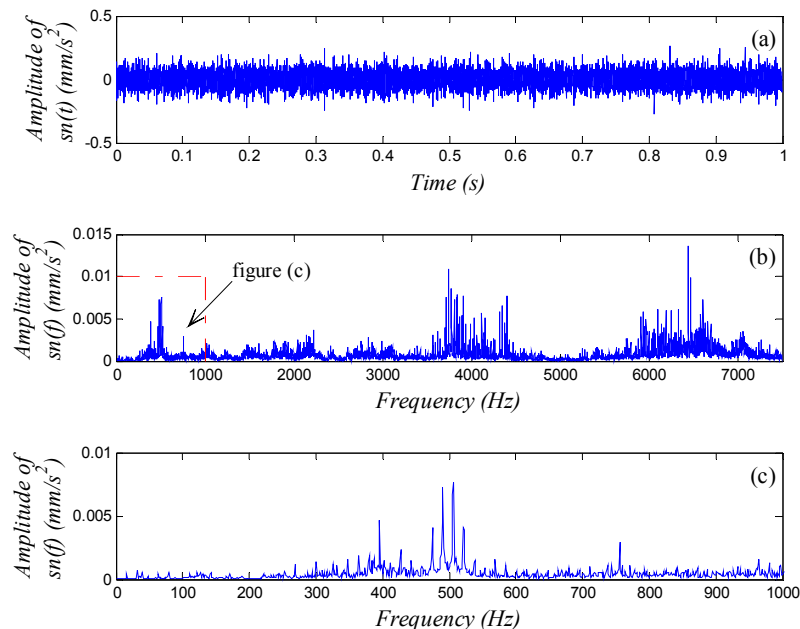 0.5
(a)
Amplitude of
sn(t) (mm/s²)
0
-0.5
0 0.1 0.2 0.3 0.4 0.5 0.6 0.7 0.8 0.9 1
Time (s)
0.015
(b)
Amplitude of
sn(f) (mm/s²)
0.01
figure (c)
0.005
0
0 1000 2000 3000 4000 5000 6000 7000
Frequency (Hz)
0.01
(c)
Amplitude of
sn(f) (mm/s²)
0.005
0
0 100 200 300 400 500 600 700 800 900 1000
Frequency (Hz)